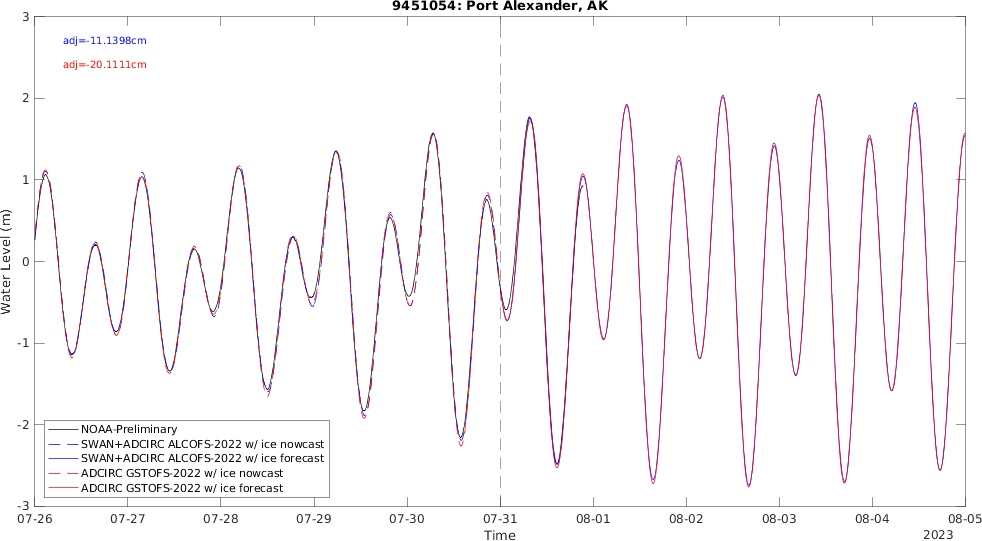 9451054: Port Alexander, AK
adj=-11.1398cm
adj=-20.1111cm
3
2
1
0
-1
-2
-3
Water Level (m)
NOAA-Preliminary
SWAN+ADCIRC ALCOFS-2022 w/ ice nowcast
SWAN+ADCIRC ALCOFS-2022 w/ ice forecast
ADCIRC GSTOFS-2022 w/ ice nowcast
ADCIRC GSTOFS-2022 w/ ice forecast
07-26 07-27 07-28 07-29 07-30 07-31 08-01 08-02 08-03 08-04 08-05
Time
2023